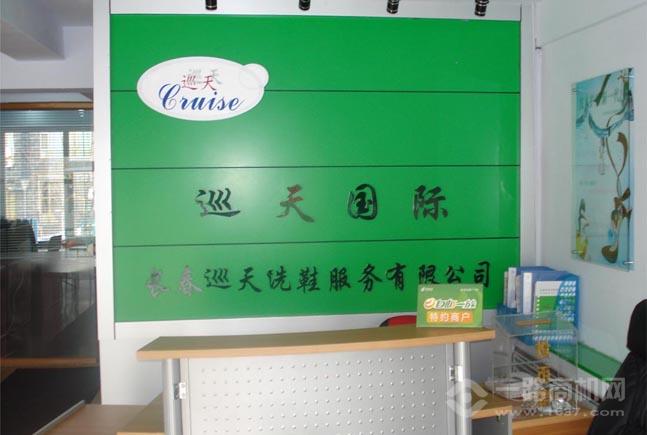 巡天
Cruise
巡天国际
长春巡天洗鞋服务有限公司
特约商户
一路商机网
www.1637.com